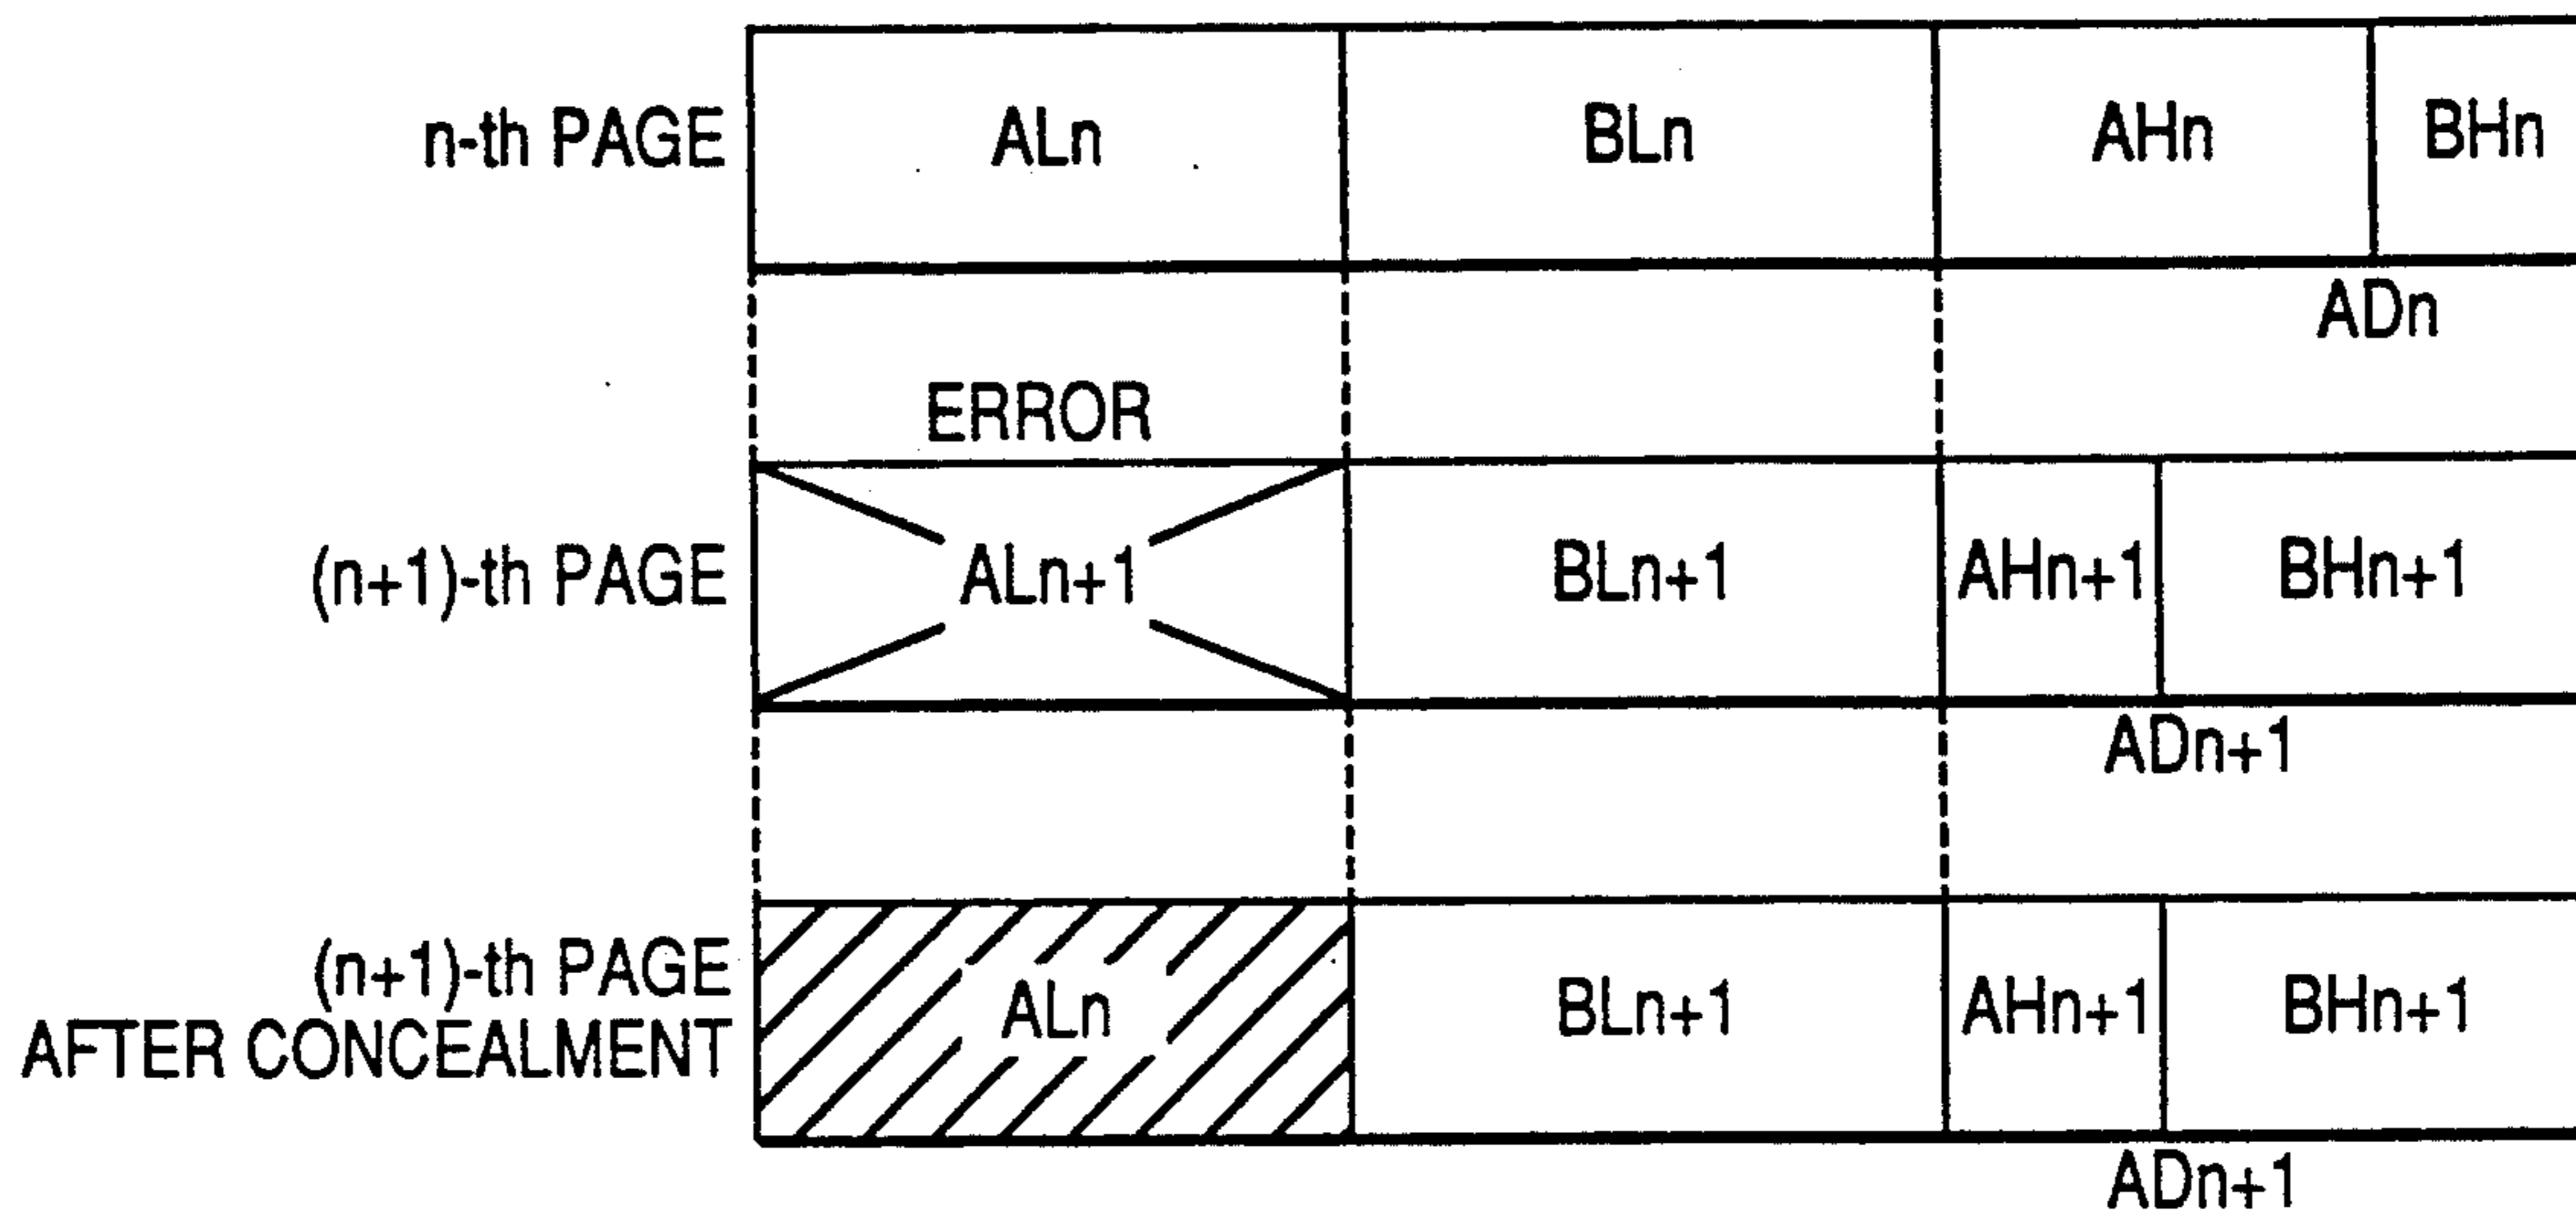 n-th PAGE ALn BLn AHn BHn
ADn
ERROR
(n+1)-th PAGE ALn+1 BLn+1 AHn+1 BHn+1
ADn+1
(n+1)-th PAGE
AFTER CONCEALMENT ALn BLn+1 AHn+1 BHn+1
ADn+1